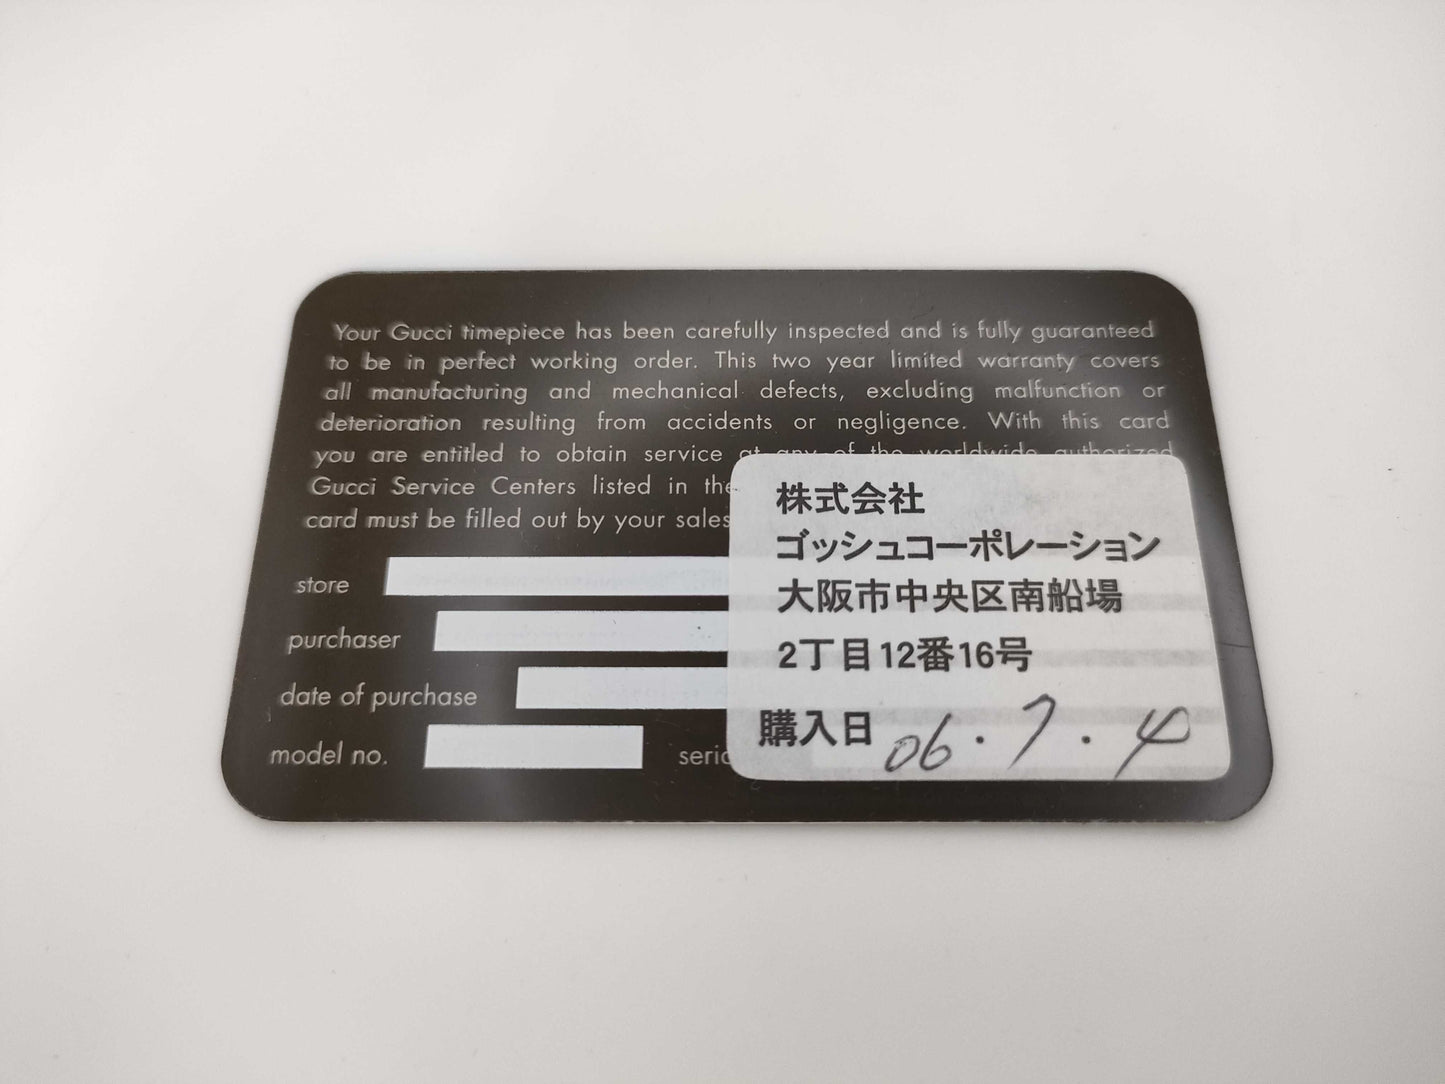 Your Gucci timepiece has been carefully inspected and is fully guaranteed
to be in perfect working order. This two year limited warranty covers
all manufacturing and mechanical defects, excluding malfunction or
deterioration resulting from accidents or negligence. With this card
you are entitled to obtain service at any of the worldwide authorized
Gucci Service Centers listed in the
card must be filled out by your sales
store
purchaser
date of purchase
model no.
株式会社
ゴッシュコーポレーション
大阪市中央区南船場
2丁目12番16号
購入日 06.7.4